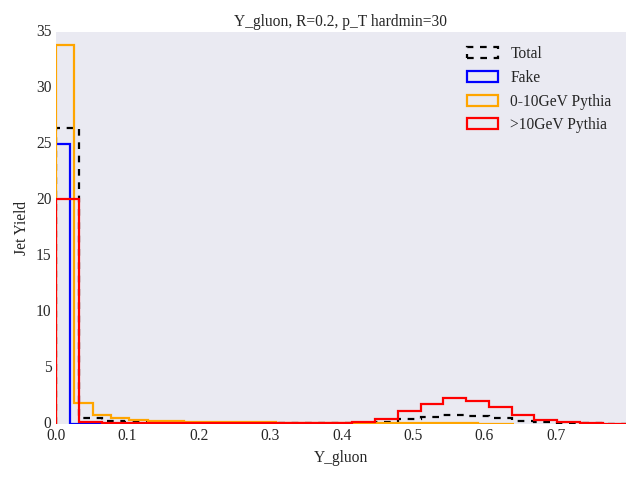 Y_gluon, R=0.2, p_T hardmin=30
35
30
25
20
15
10
5
0
Jet Yield
Total
Fake
0-10GeV Pythia
>10GeV Pythia
0.0 0.1 0.2 0.3 0.4 0.5 0.6 0.7
Y_gluon